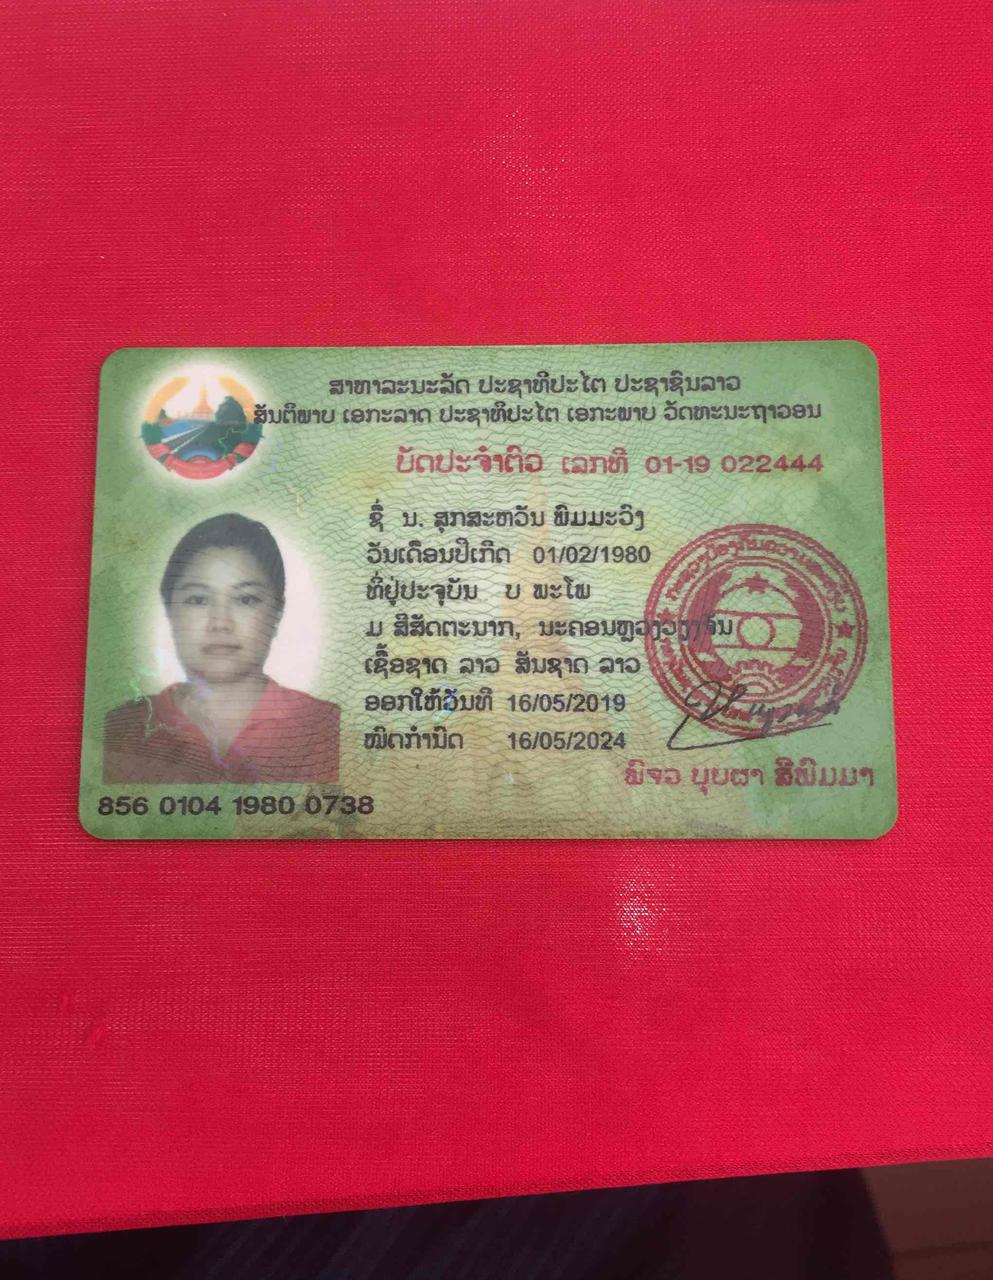 ສາທາລະນະລັດ ປະຊາທິປະໄຕ ປະຊາຊົນລາວ
ສັນຕິພາບ ເອກະລາດ ປະຊາທິປະໄຕ ເອກະພາບ ວັດທະນະຖາວອນ
ບັດປະຈຳຕົວ ເລກທີ 01-19 022444
ຊື່ ນ. ສຸກສະຫວັນ ພິມມະວົງ
ວັນເດືອນປີເກີດ 01/02/1980
ທີ່ຢູ່ປະຈຸບັນ ບ ພະໂພ
ມ ສີສັດຕະນາກ, ນະຄອນຫຼວງວຽງຈັນ
ເຊື້ອຊາດ ລາວ ສັນຊາດ ລາວ
ອອກໃຫ້ວັນທີ 16/05/2019
ໝົດກຳນົດ 16/05/2024
ພົຈວ ບຸບຜາ ສີພິມມາ
856 0104 1980 0738